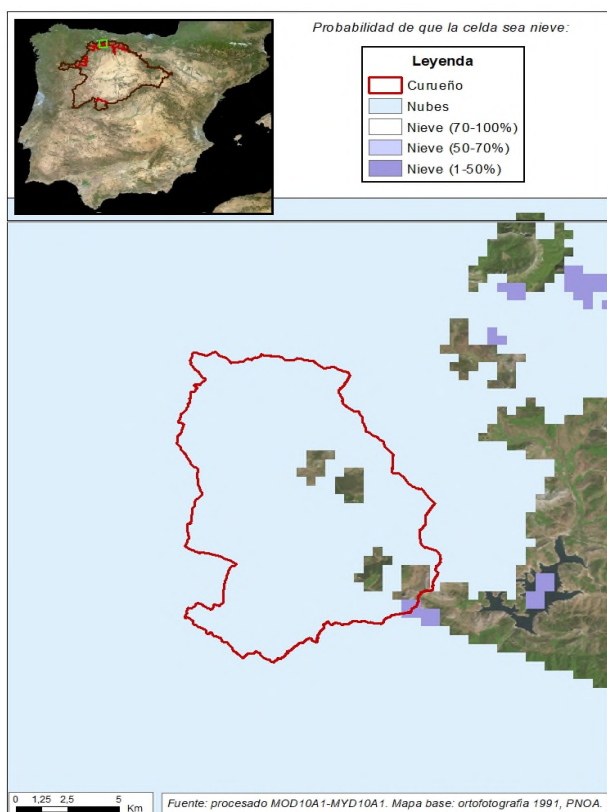 Probabilidad de que la celda sea nieve:
Leyenda
Curueño
Nubes
Nieve (70-100%)
Nieve (50-70%)
Nieve (1-50%)
0 1,25 2,5 5
Km
Fuente: procesado MOD10A1-MYD10A1. Mapa base: ortofotografia 1991, PNOA